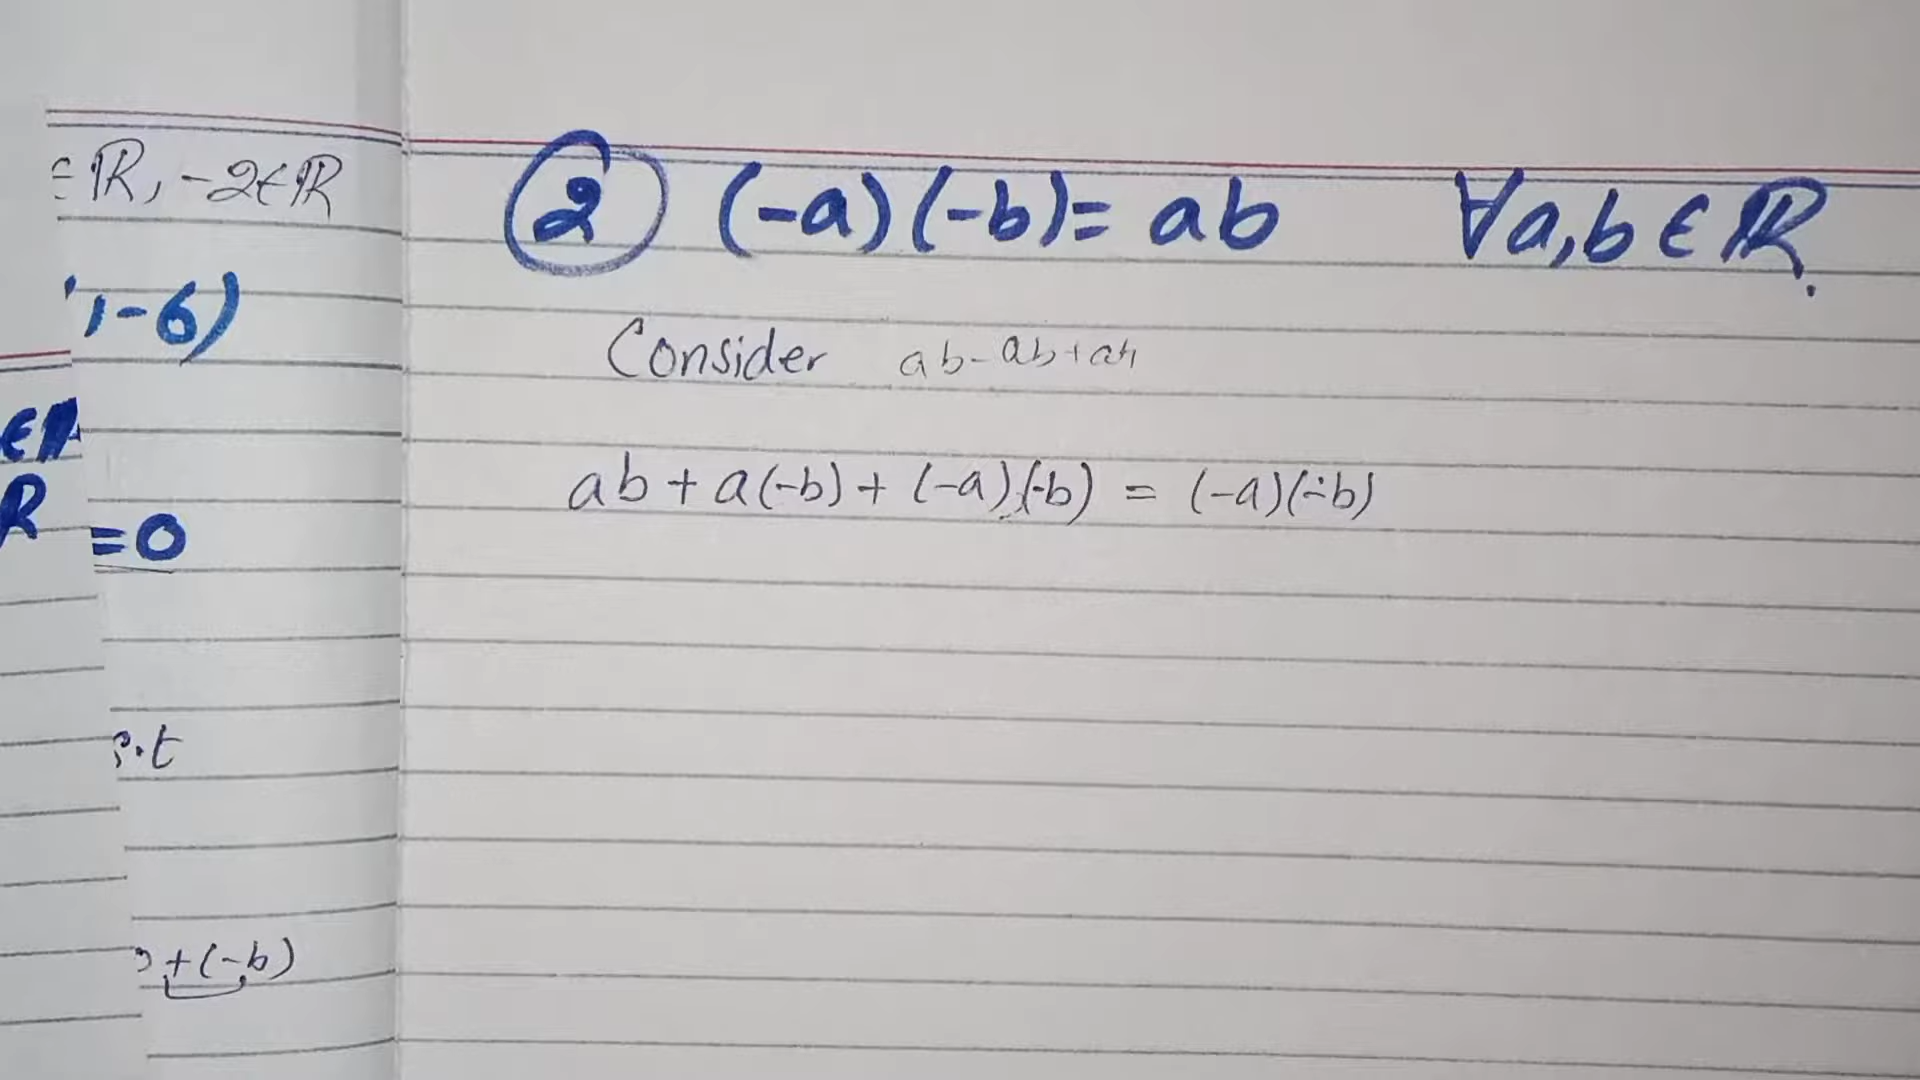 ∈ ℝ, -2 ∈ ℝ
, -6)
∈
ℝ
=0
+(-b)
② (-a)(-b)= ab ∀a,b ∈ ℝ.
Consider ab-ab+ab
ab+a(-b)+(-a)(-b) = (-a)(-b)